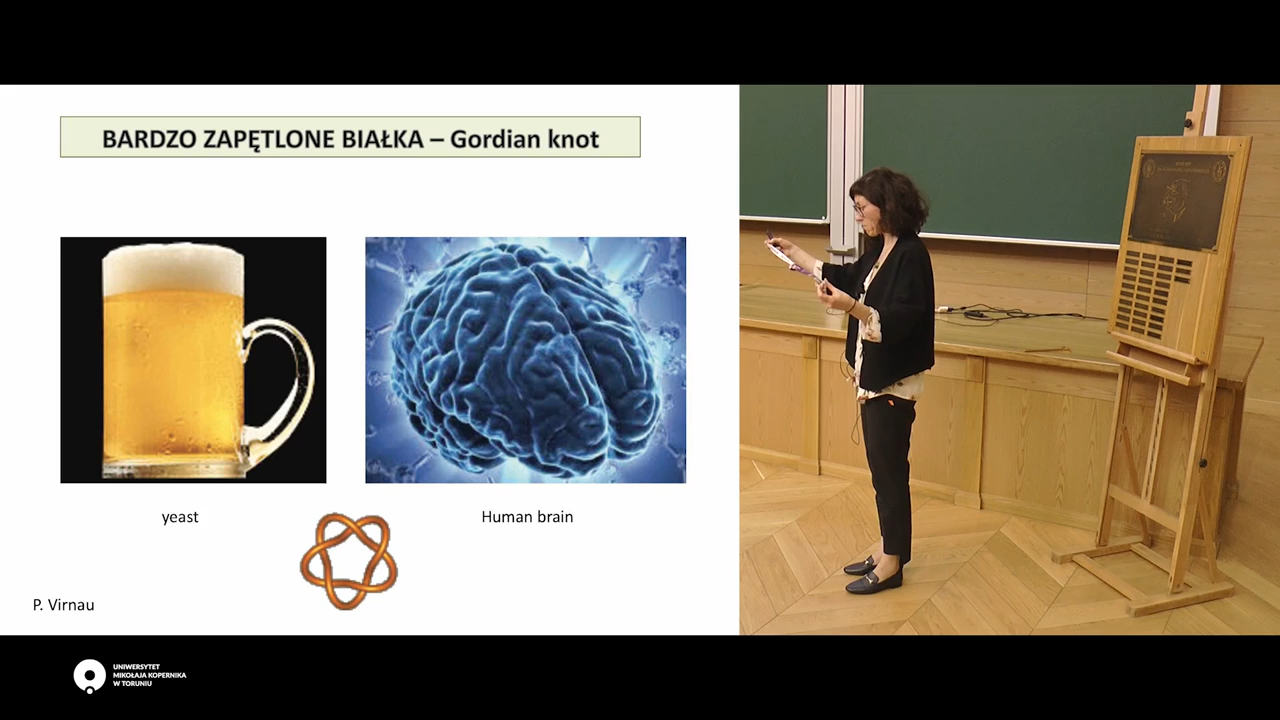 BARDZO ZAPĘTLONE BIAŁKA – Gordian knot
yeast
Human brain
P. Virnau
UNIWERSYTET
MIKOŁAJA KOPERNIKA
W TORUNIU